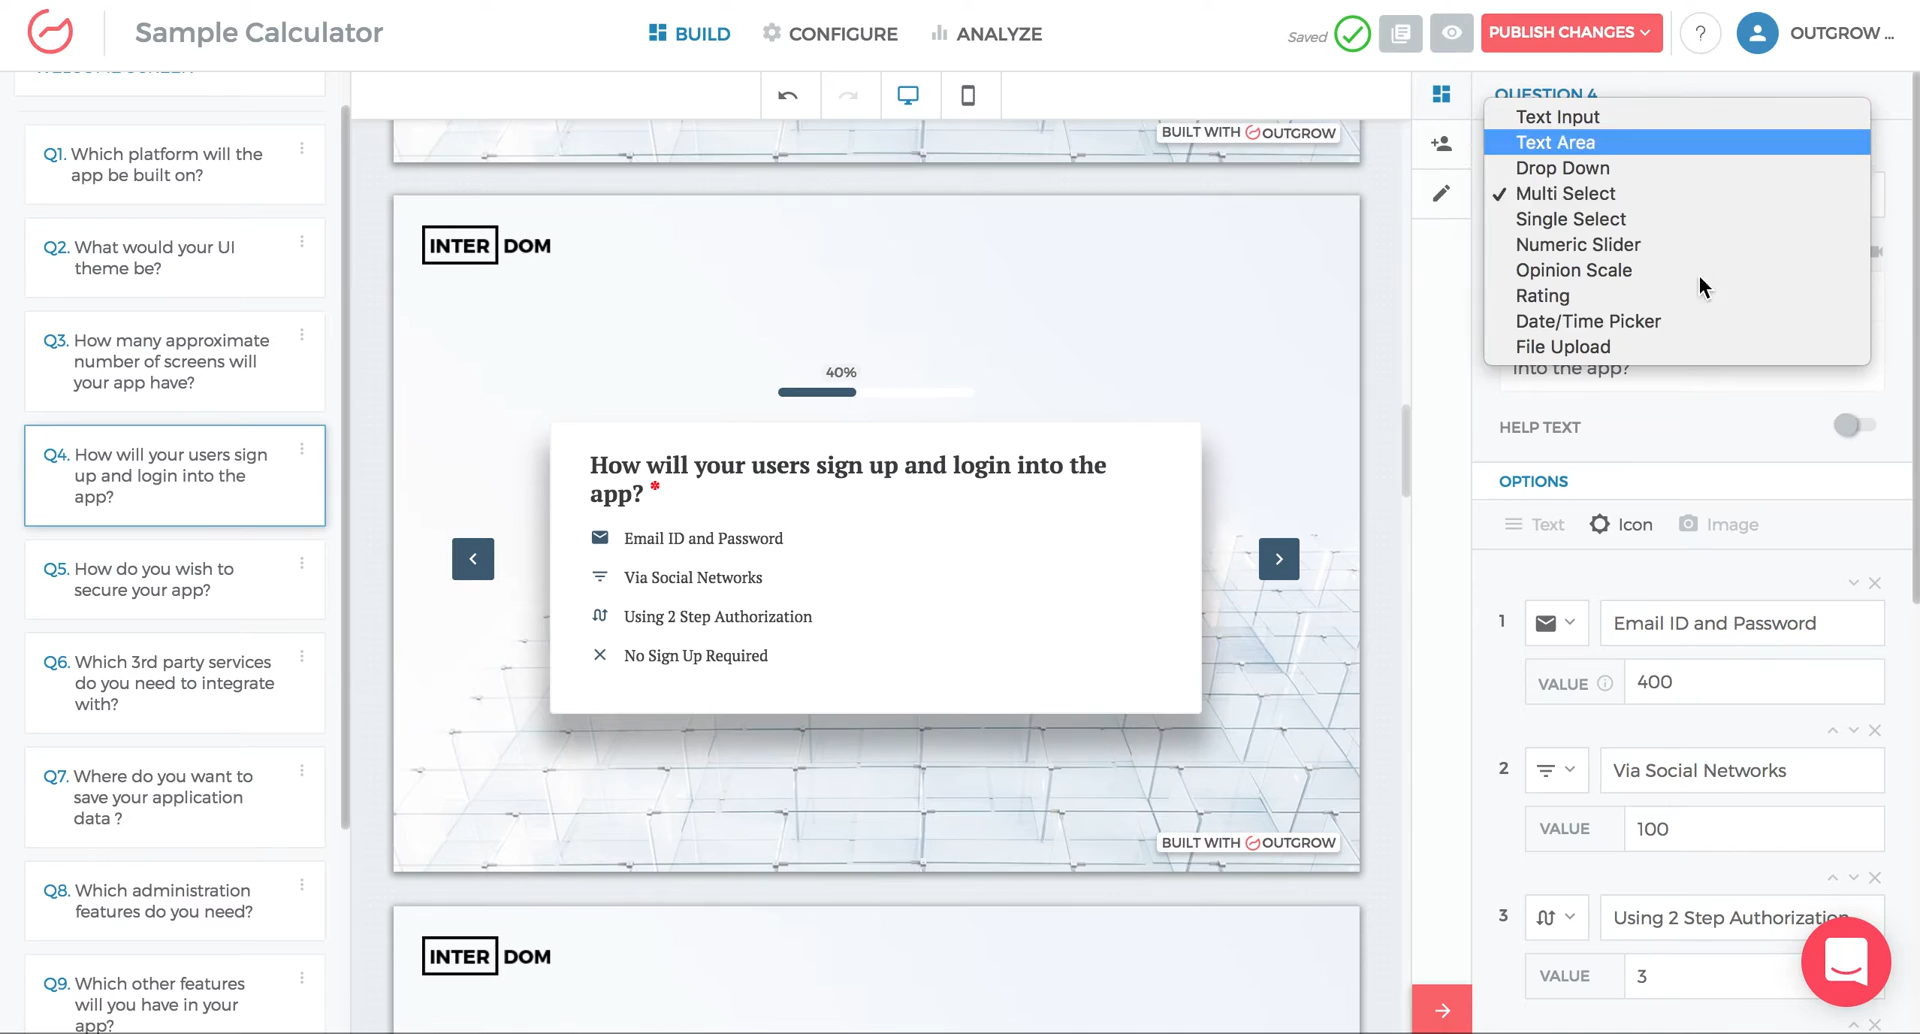 Sample Calculator
BUILD
CONFIGURE
ANALYZE
Saved
PUBLISH CHANGES
?
OUTGROW ...
WELCOME SCREEN
Q1. Which platform will the
app be built on?
Q2. What would your UI
theme be?
Q3. How many approximate
number of screens will
your app have?
Q4. How will your users sign
up and login into the
app?
Q5. How do you wish to
secure your app?
Q6. Which 3rd party services
do you need to integrate
with?
Q7. Where do you want to
save your application
data ?
Q8. Which administration
features do you need?
Q9. Which other features
will you have in your
app?
BUILT WITH OUTGROW
INTER DOM
40%
How will your users sign up and login into the
app? *
Email ID and Password
Via Social Networks
Using 2 Step Authorization
No Sign Up Required
BUILT WITH OUTGROW
INTER DOM
QUESTION 4
Text Input
Text Area
Drop Down
✓ Multi Select
Single Select
Numeric Slider
Opinion Scale
Rating
Date/Time Picker
File Upload
into the app?
HELP TEXT
OPTIONS
Text
Icon
Image
1
Email ID and Password
VALUE
400
2
Via Social Networks
VALUE
100
3
Using 2 Step Authorization
VALUE
3